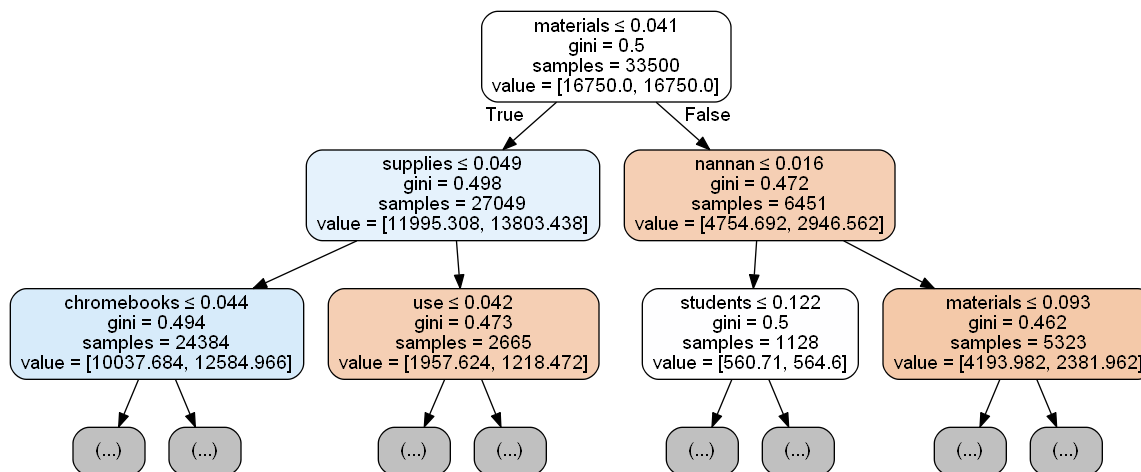 materials ≤ 0.041
gini = 0.5
samples = 33500
value = [16750.0, 16750.0]
True
False
supplies ≤ 0.049
gini = 0.498
samples = 27049
value = [11995.308, 13803.438]
nannan ≤ 0.016
gini = 0.472
samples = 6451
value = [4754.692, 2946.562]
chromebooks ≤ 0.044
gini = 0.494
samples = 24384
value = [10037.684, 12584.966]
use ≤ 0.042
gini = 0.473
samples = 2665
value = [1957.624, 1218.472]
students ≤ 0.122
gini = 0.5
samples = 1128
value = [560.71, 564.6]
materials ≤ 0.093
gini = 0.462
samples = 5323
value = [4193.982, 2381.962]
(...)
(...)
(...)
(...)
(...)
(...)
(...)
(...)